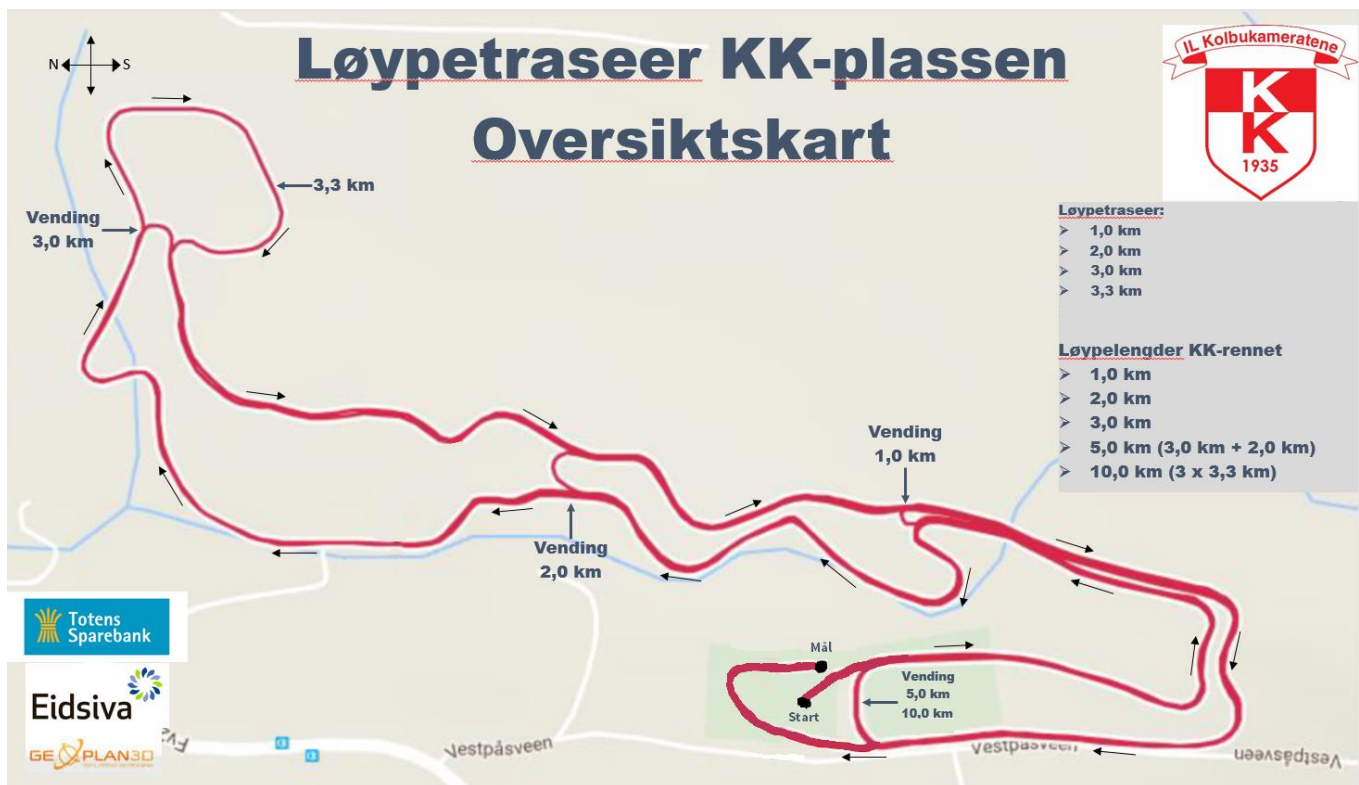 Løypetraseer KK-plassen
Oversiktskart
N
S
IL Kolbukameratene
K
K
1935
3,3 km
Vending
3,0 km
Løypetraseer:
➢ 1,0 km
➢ 2,0 km
➢ 3,0 km
➢ 3,3 km
Løypelengder KK-rennet
➢ 1,0 km
➢ 2,0 km
➢ 3,0 km
➢ 5,0 km (3,0 km + 2,0 km)
➢ 10,0 km (3 x 3,3 km)
Vending
1,0 km
Vending
2,0 km
Totens
Sparebank
Mål
Start
Vending
5,0 km
10,0 km
Eidsiva
GEOPLAN3D
Vestpåsveen
Vestpåsveen
Vestpåsveen